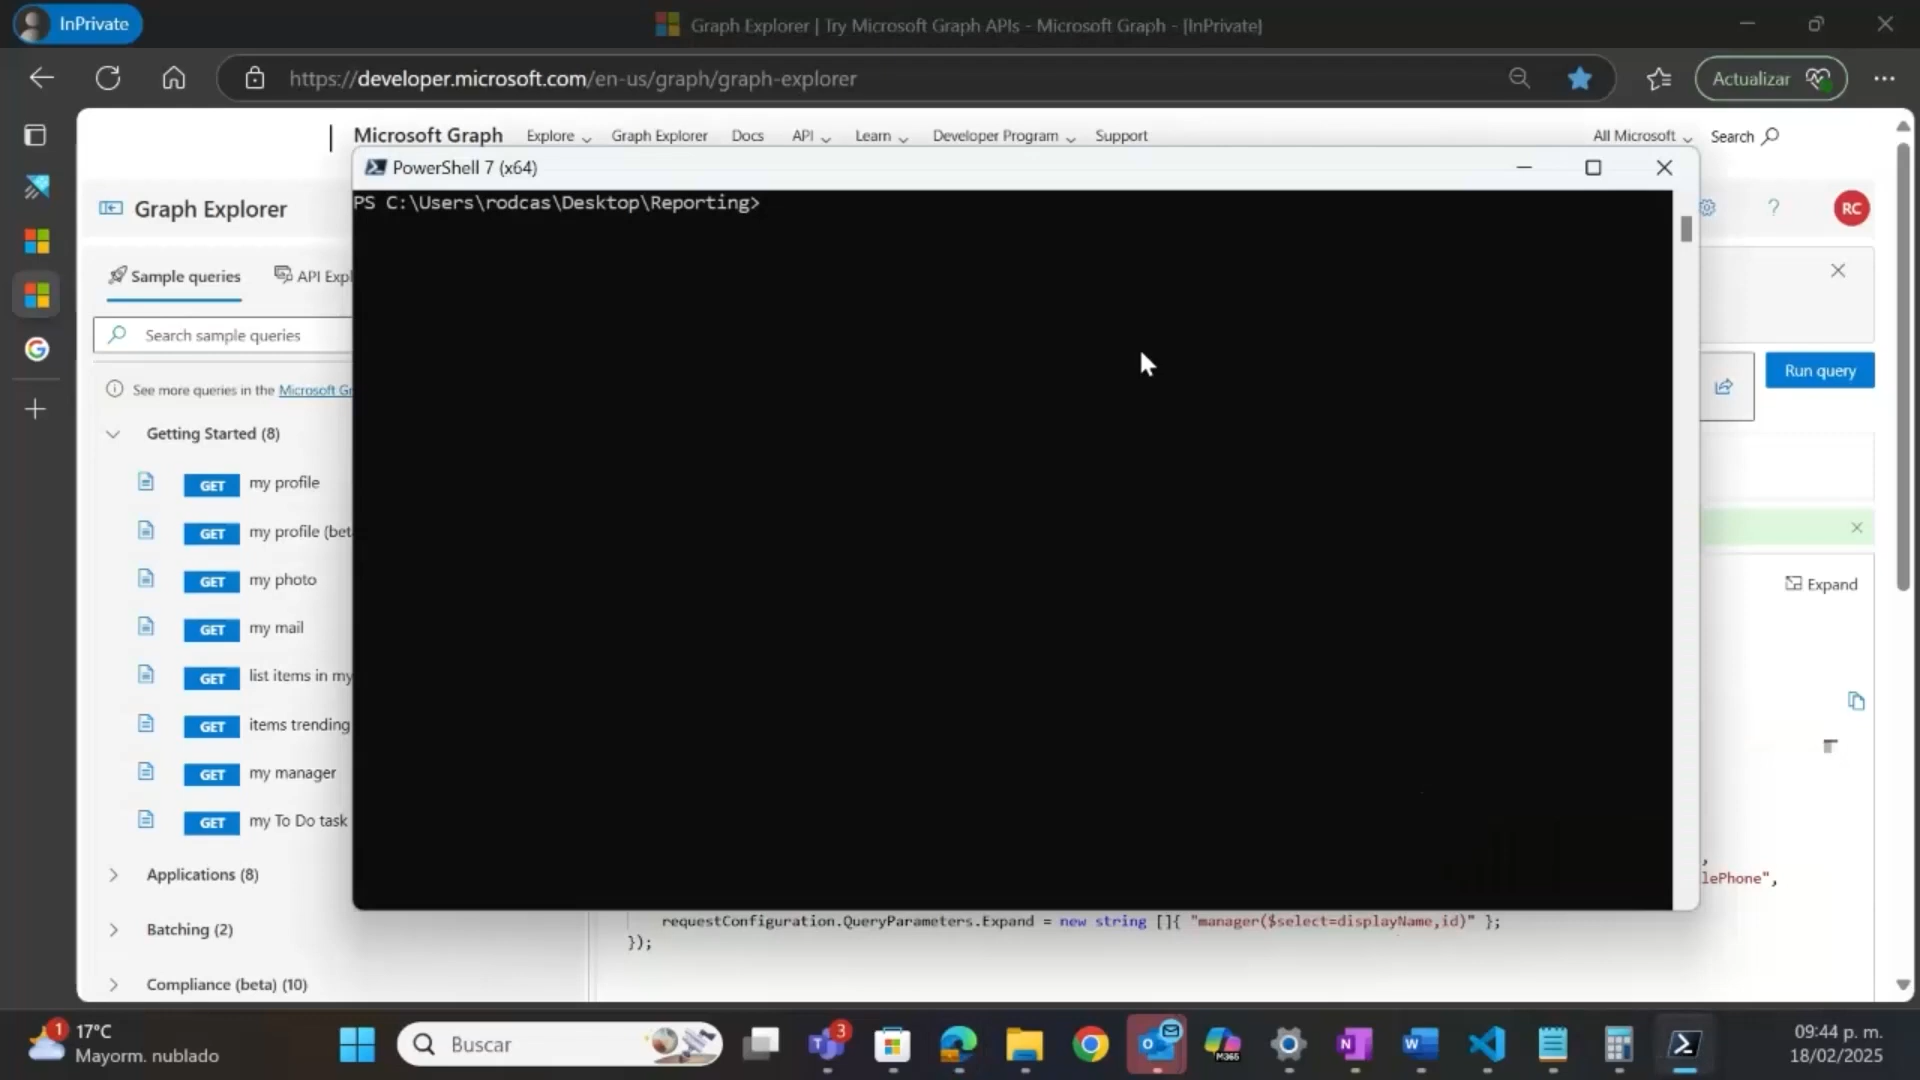 InPrivate
Graph Explorer | Try Microsoft Graph APIs - Microsoft Graph - [InPrivate]
https://developer.microsoft.com/en-us/graph/graph-explorer
Actualizar
Microsoft Graph
Explore
Graph Explorer
Docs
API
Learn
Developer Program
Support
All Microsoft
Search
PowerShell 7 (x64)
PS C:\Users\rodcas\Desktop\Reporting>
Graph Explorer
?
RC
Sample queries
API Expl
Search sample queries
Run query
See more queries in the Microsoft Gr
Getting Started (8)
GET my profile
GET my profile (beta
GET my photo
Expand
GET my mail
GET list items in my
GET items trending
GET my manager
GET my To Do task
Applications (8)
,
lePhone",
requestConfiguration.QueryParameters.Expand = new string []{ "manager($select=displayName,id)" };
});
Batching (2)
Compliance (beta) (10)
1
17°C
Mayorm. nublado
Buscar
3
M365
09:44 p. m.
18/02/2025